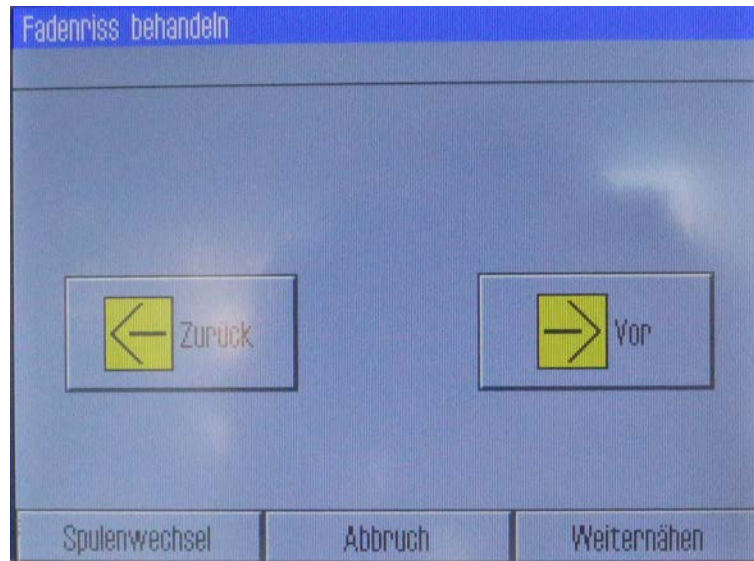 Fadenriss behandeln
Zurück
Vor
Spulenwechsel
Abbruch
Weiternähen